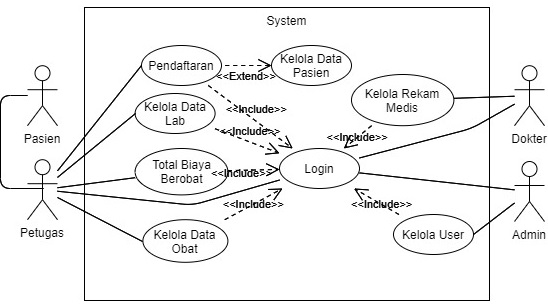 System
Pendaftaran
<<Extend>>
Kelola Data
Pasien
<<Include>>
Kelola Data
Lab
<<Include>>
Kelola Rekam
Medis
<<Include>>
Pasien
Dokter
Total Biaya
Berobat
<<Include>>
Login
<<Include>>
Kelola Data
Obat
<<Include>>
Kelola User
Petugas
Admin